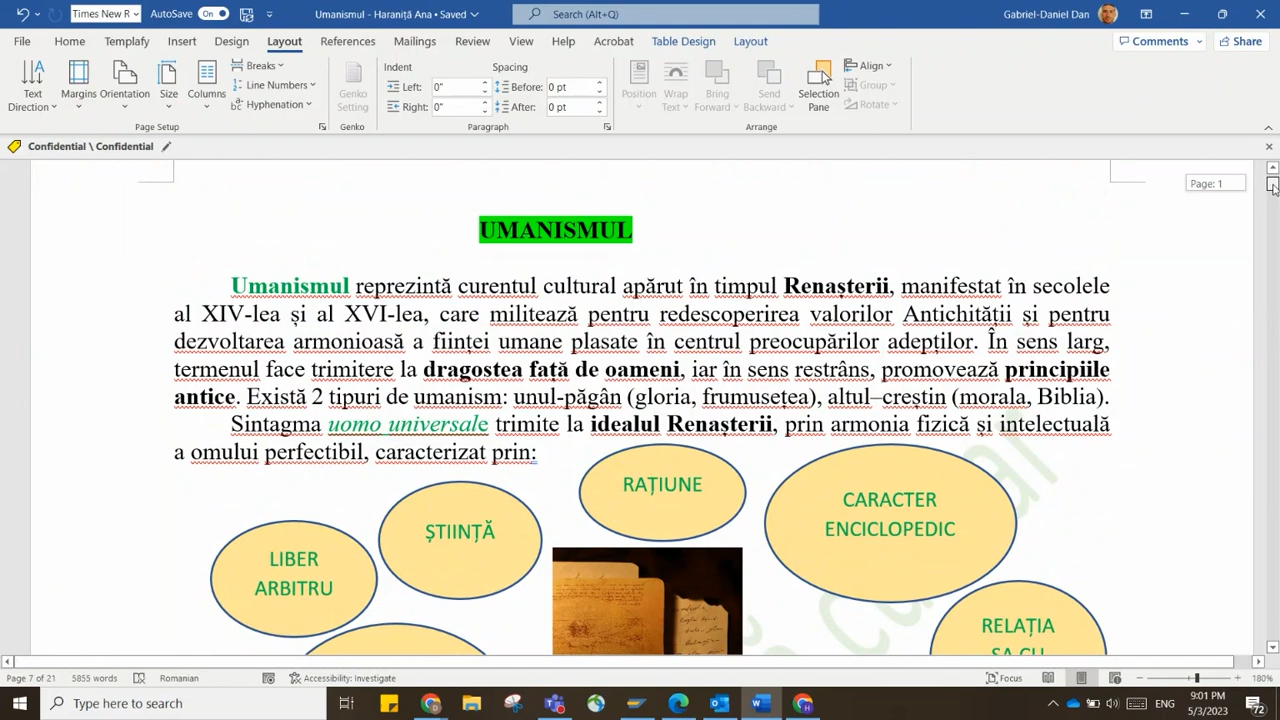 Times New R
AutoSave On
Umanismul - Haraniță Ana • Saved
Search (Alt+Q)
Gabriel-Daniel Dan
File Home Templafy Insert Design Layout References Mailings Review View Help Acrobat Table Design Layout
Comments Share
Text Direction Margins Orientation Size Columns Breaks Line Numbers Hyphenation
Page Setup
Genko Setting
Genko
Indent Spacing
Left: 0" Before: 0 pt
Right: 0" After: 0 pt
Paragraph
Position Wrap Text Bring Forward Send Backward Selection Pane Align Group Rotate
Arrange
Confidential \ Confidential
Page: 1
UMANISMUL
Umanismul reprezintă curentul cultural apărut în timpul Renașterii, manifestat în secolele
al XIV-lea și al XVI-lea, care militează pentru redescoperirea valorilor Antichității și pentru
dezvoltarea armonioasă a ființei umane plasate în centrul preocupărilor adepților. În sens larg,
termenul face trimitere la dragostea față de oameni, iar în sens restrâns, promovează principiile
antice. Există 2 tipuri de umanism: unul-păgân (gloria, frumusețea), altul–creștin (morala, Biblia).
Sintagma uomo universale trimite la idealul Renașterii, prin armonia fizică și intelectuală
a omului perfectibil, caracterizat prin:
RAȚIUNE
CARACTER
ENCICLOPEDIC
ȘTIINȚĂ
LIBER
ARBITRU
RELAȚIA
SA CU
Page 7 of 21 5855 words Romanian Accessibility: Investigate Focus 180%
Type here to search
ENG
9:01 PM
5/3/2023
72